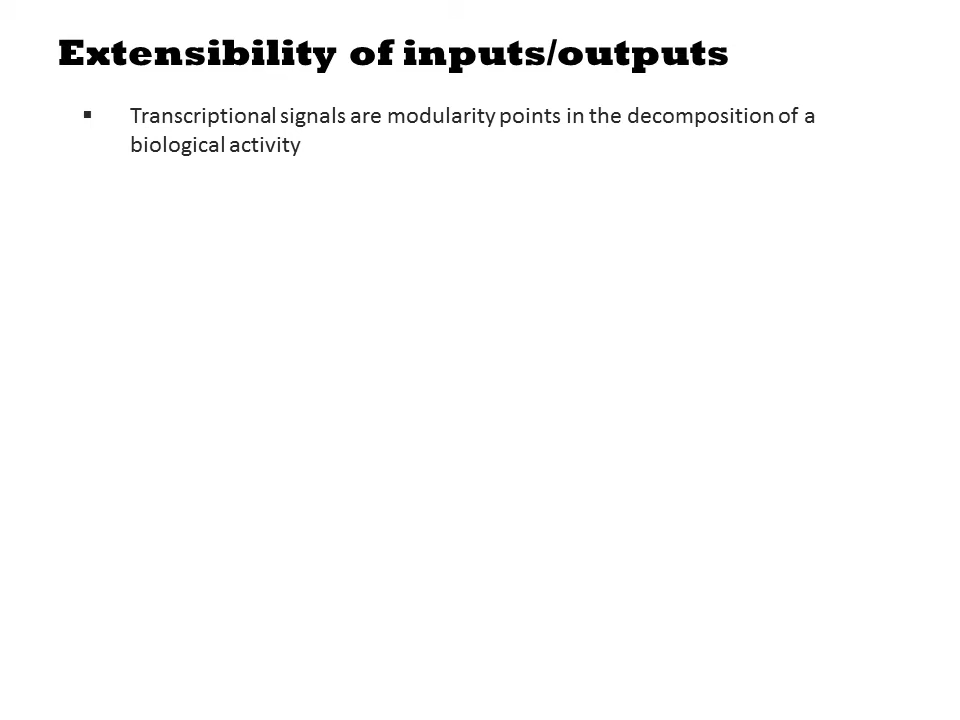 Extensibility of inputs/outputs
▪ Transcriptional signals are modularity points in the decomposition of a
biological activity